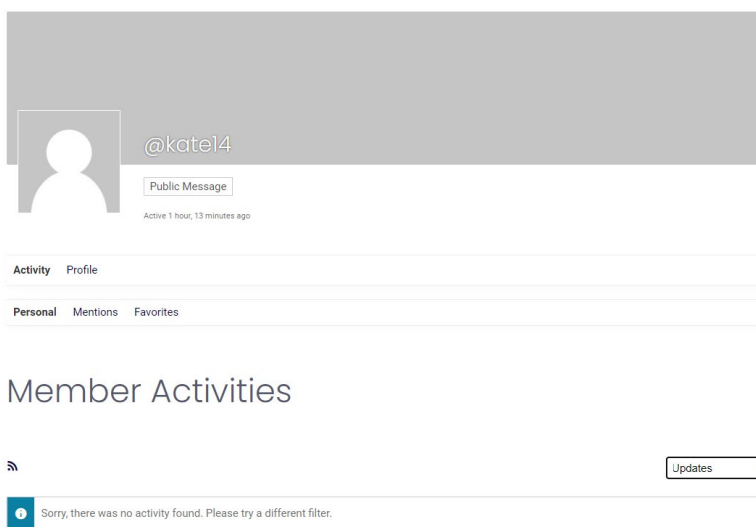 @kate14
Public Message
Active 1 hour, 13 minutes ago
Activity Profile
Personal Mentions Favorites
Member Activities
Updates
Sorry, there was no activity found. Please try a different filter.